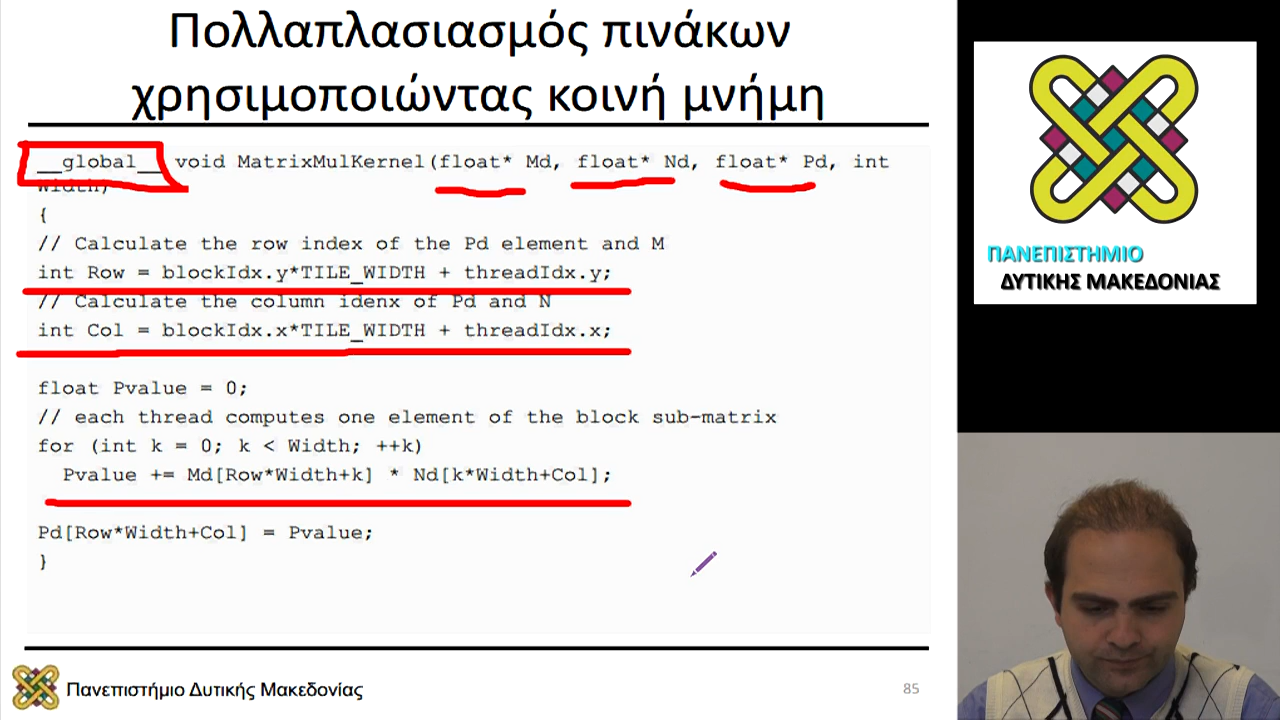 Πολλαπλασιασμός πινάκων
χρησιμοποιώντας κοινή μνήμη
__global__ void MatrixMulKernel(float* Md, float* Nd, float* Pd, int
Width)
{
// Calculate the row index of the Pd element and M
int Row = blockIdx.y*TILE_WIDTH + threadIdx.y;
// Calculate the column idenx of Pd and N
int Col = blockIdx.x*TILE_WIDTH + threadIdx.x;
float Pvalue = 0;
// each thread computes one element of the block sub-matrix
for (int k = 0; k < Width; ++k)
Pvalue += Md[Row*Width+k] * Nd[k*Width+Col];
Pd[Row*Width+Col] = Pvalue;
}
Πανεπιστήμιο Δυτικής Μακεδονίας
85
ΠΑΝΕΠΙΣΤΗΜΙΟ
ΔΥΤΙΚΗΣ ΜΑΚΕΔΟΝΙΑΣ